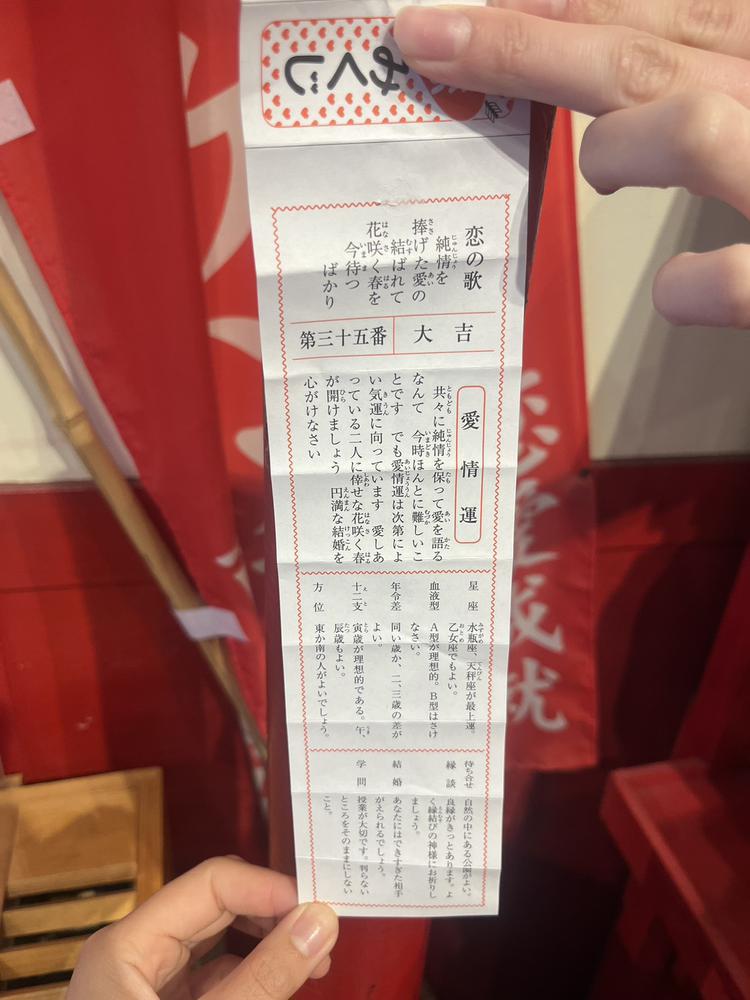 恋の歌
純情を
捧げた愛の
結ばれて
花咲く春を
今待つ
ばかり
大吉
第三十五番
愛情運
共々に純情を保って愛を語る
なんて 今時ほんとに難しいこ
とです でも愛情運は次第によ
い気運に向っています 愛しあ
っている二人に倖せな花咲く春
が開けましょう 円満な結婚を
心がけなさい
星座 水瓶座、天秤座が最上運。
乙女座でもよい。
血液型 A型が理想的。B型はさけ
なさい。
年令差 同い歳か、二、三歳の差が
よい。
十二支 寅歳が理想的である。午、
辰歳もよい。
方位 東か南の人がよいでしょう。
待ち合せ 自然の中にある公園がよい。
縁談 良縁がきっとあります。よ
く縁結びの神様にお祈りし
ましょう。
結婚 あなたにはできすぎた相手
がえられるでしょう。
学問 授業が大切です。判らない
ところをそのままにしない
こと。
恋愛成就